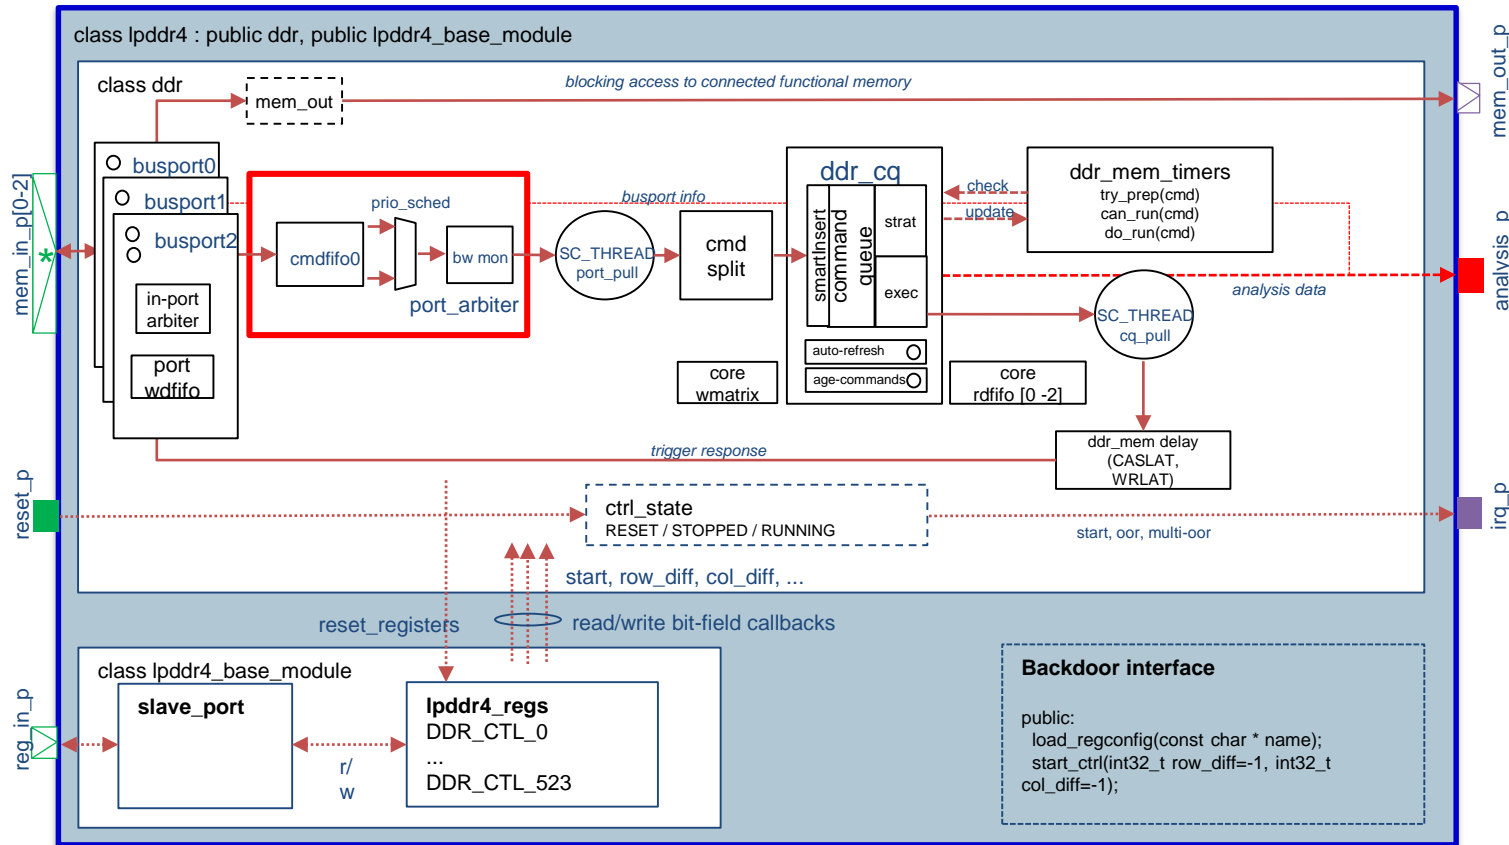 class lpddr4 : public ddr, public lpddr4_base_module
mem_out_p
class ddr
blocking access to connected functional memory
mem_out
mem_in_p[0-2]
*
busport0
busport1
busport2
in-port
arbiter
port
wdfifo
prio_sched
cmdfifo0
bw mon
port_arbiter
busport info
SC_THREAD
port_pull
cmd
split
ddr_cq
smartInsert
command
queue
strat
exec
auto-refresh
age-commands
check
update
ddr_mem_timers
try_prep(cmd)
can_run(cmd)
do_run(cmd)
analysis_p
analysis data
SC_THREAD
cq_pull
core
wmatrix
core
rdfifo [0 -2]
trigger response
ddr_mem delay
(CASLAT,
WRLAT)
reset_p
ctrl_state
RESET / STOPPED / RUNNING
start, oor, multi-oor
irq_p
start, row_diff, col_diff, ...
reset_registers
read/write bit-field callbacks
class lpddr4_base_module
reg_in_p
slave_port
r/
w
lpddr4_regs
DDR_CTL_0
...
DDR_CTL_523
Backdoor interface
public:
load_regconfig(const char * name);
start_ctrl(int32_t row_diff=-1, int32_t
col_diff=-1);